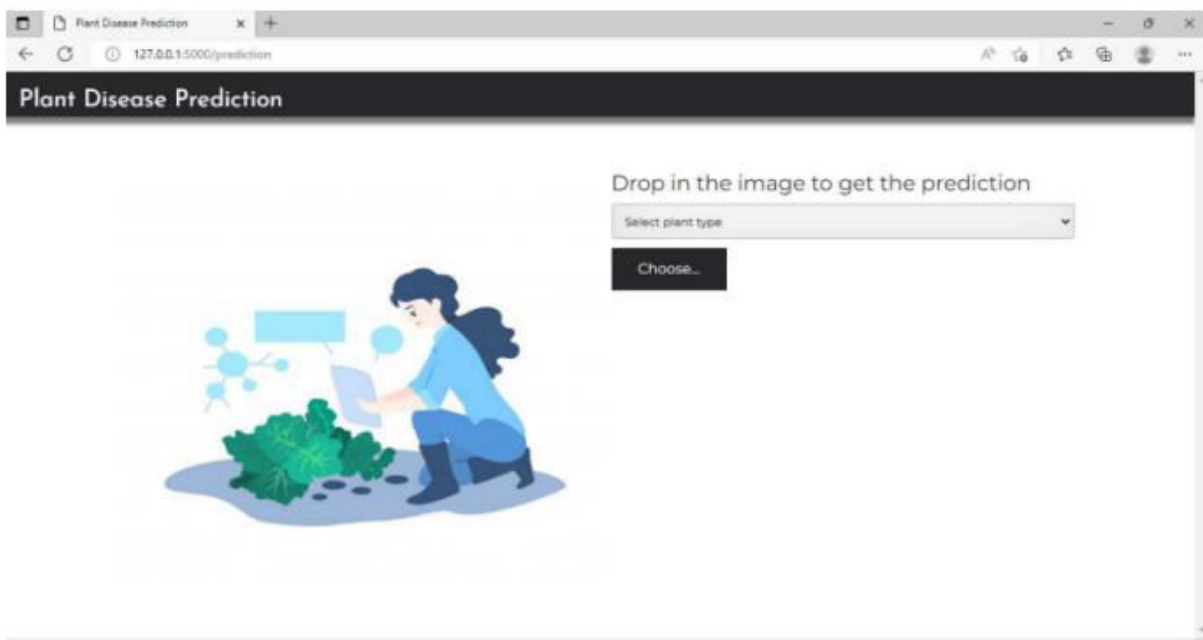 Plant Disease Prediction
127.0.0.1:5000/prediction
Plant Disease Prediction
Drop in the image to get the prediction
Select plant type
Choose...